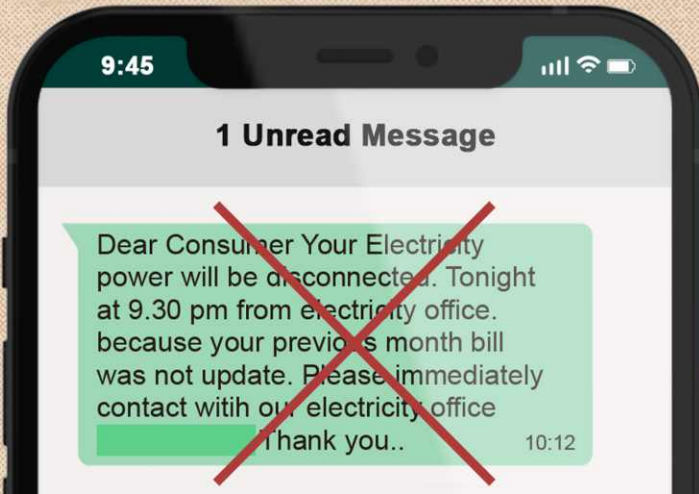 9:45
1 Unread Message
Dear Consumer Your Electricity
power will be disconnected. Tonight
at 9.30 pm from electricity office.
because your previous month bill
was not update. Please immediately
contact witih our electricity office
Thank you.. 10:12